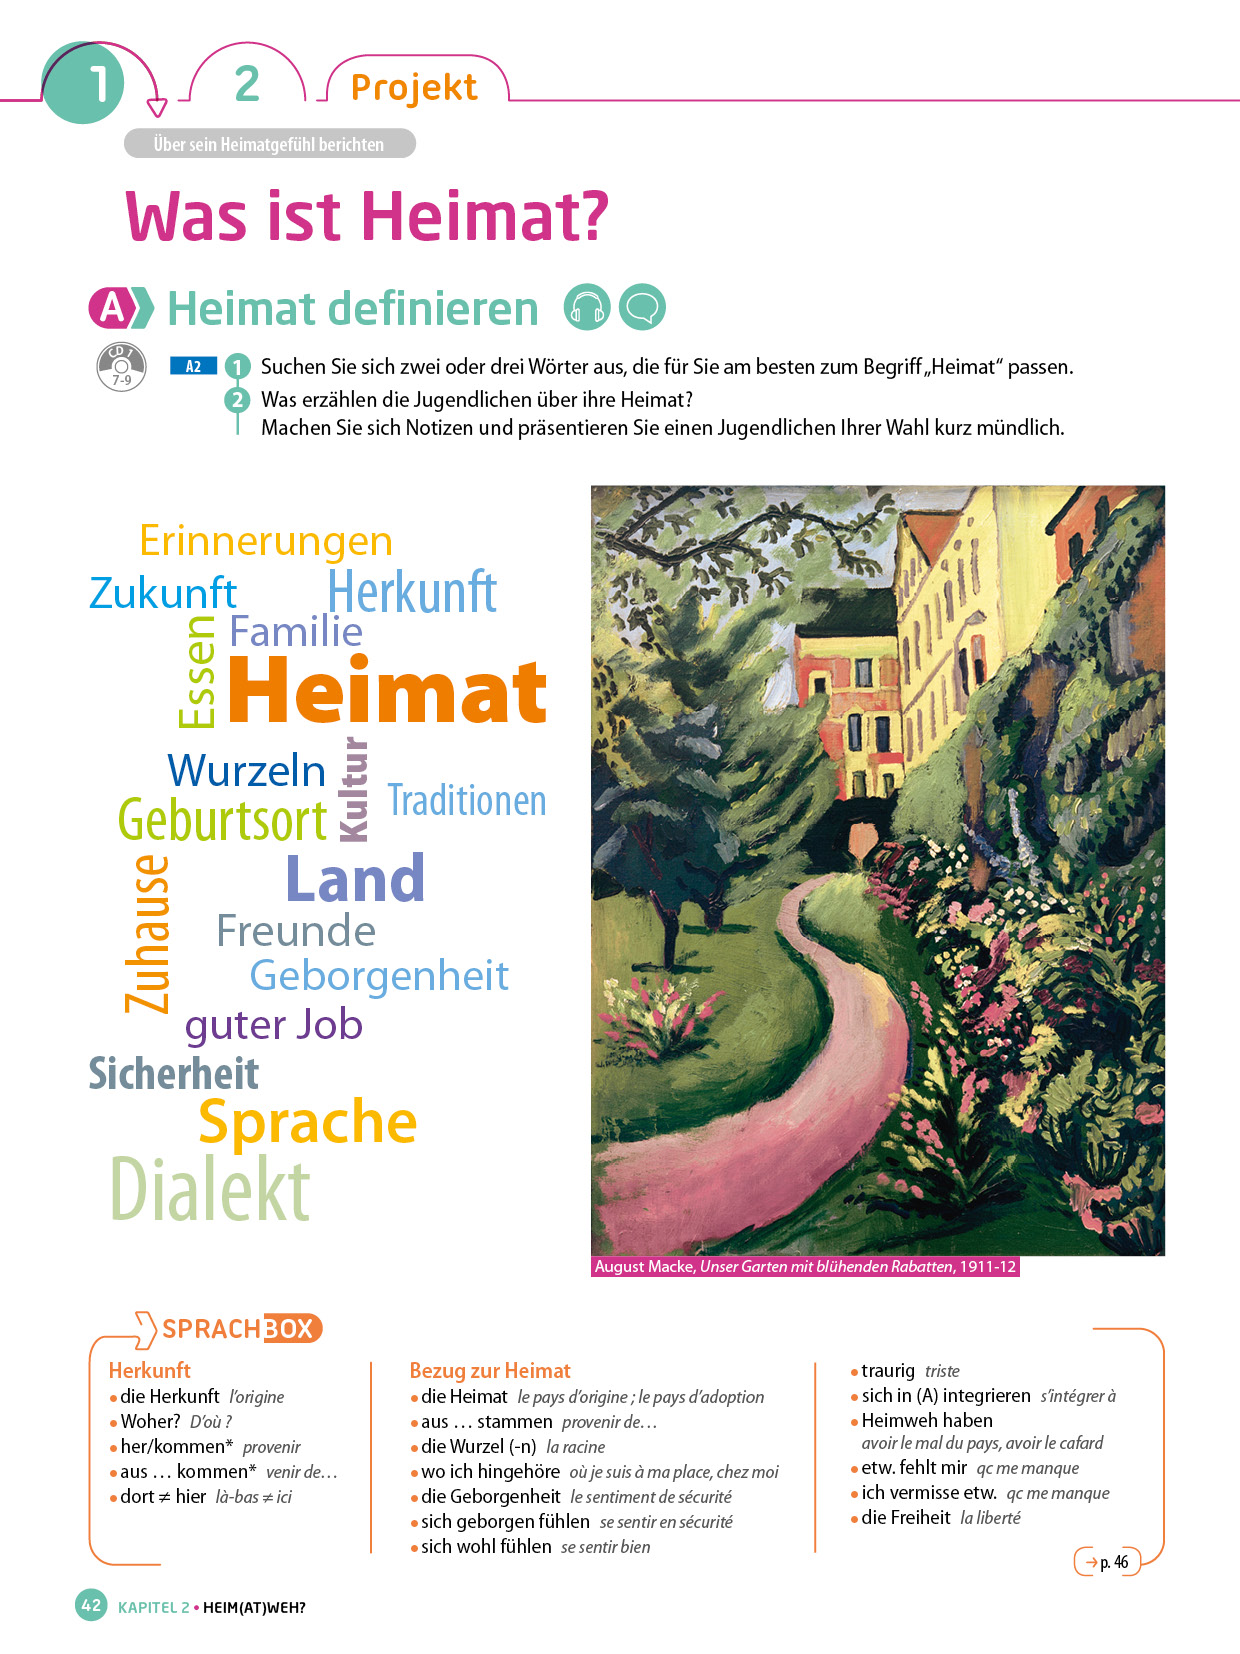 1
2
Projekt
Über sein Heimatgefühl berichten
Was ist Heimat?
A Heimat definieren
CD 1
7-9
A2
1 Suchen Sie sich zwei oder drei Wörter aus, die für Sie am besten zum Begriff „Heimat“ passen.
2 Was erzählen die Jugendlichen über ihre Heimat?
Machen Sie sich Notizen und präsentieren Sie einen Jugendlichen Ihrer Wahl kurz mündlich.
Erinnerungen
Zukunft
Herkunft
Essen
Familie
Heimat
Wurzeln
Kultur
Traditionen
Geburtsort
Zuhause
Land
Freunde
Geborgenheit
guter Job
Sicherheit
Sprache
Dialekt
August Macke, Unser Garten mit blühenden Rabatten, 1911-12
SPRACHBOX
Herkunft
• die Herkunft l’origine
• Woher? D’où ?
• her/kommen* provenir
• aus … kommen* venir de…
• dort ≠ hier là-bas ≠ ici
Bezug zur Heimat
• die Heimat le pays d’origine ; le pays d’adoption
• aus … stammen provenir de…
• die Wurzel (-n) la racine
• wo ich hingehöre où je suis à ma place, chez moi
• die Geborgenheit le sentiment de sécurité
• sich geborgen fühlen se sentir en sécurité
• sich wohl fühlen se sentir bien
• traurig triste
• sich in (A) integrieren s’intégrer à
• Heimweh haben
avoir le mal du pays, avoir le cafard
• etw. fehlt mir qc me manque
• ich vermisse etw. qc me manque
• die Freiheit la liberté
→ p. 46
42 KAPITEL 2 • HEIM(AT)WEH?